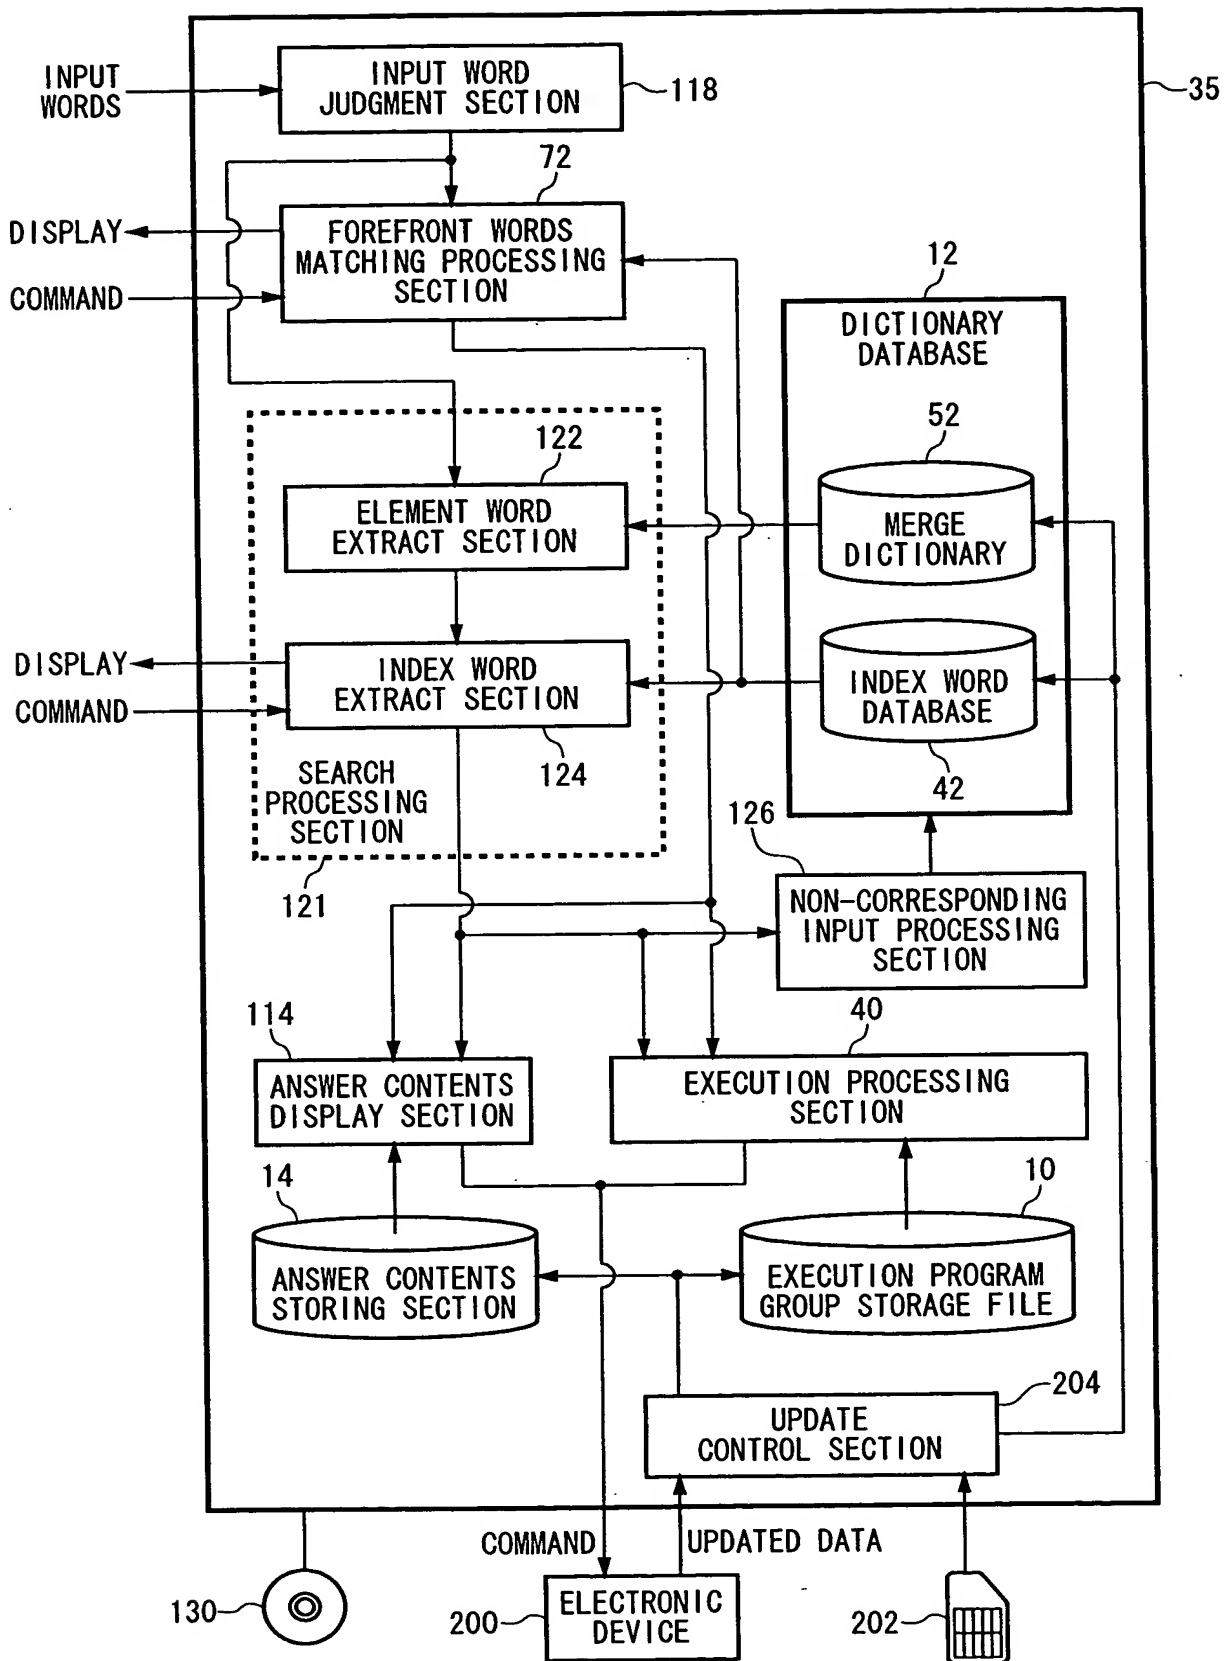 INPUT
WORDS
INPUT WORD
JUDGMENT SECTION
118
35
72
DISPLAY
COMMAND
FOREFRONT WORDS
MATCHING PROCESSING
SECTION
12
DICTIONARY
DATABASE
122
52
ELEMENT WORD
EXTRACT SECTION
MERGE
DICTIONARY
DISPLAY
COMMAND
INDEX WORD
EXTRACT SECTION
INDEX WORD
DATABASE
124
42
SEARCH
PROCESSING
SECTION
121
126
NON-CORRESPONDING
INPUT PROCESSING
SECTION
114
40
ANSWER CONTENTS
DISPLAY SECTION
EXECUTION PROCESSING
SECTION
14
10
ANSWER CONTENTS
STORING SECTION
EXECUTION PROGRAM
GROUP STORAGE FILE
204
UPDATE
CONTROL SECTION
COMMAND
UPDATED DATA
130
200
ELECTRONIC
DEVICE
202